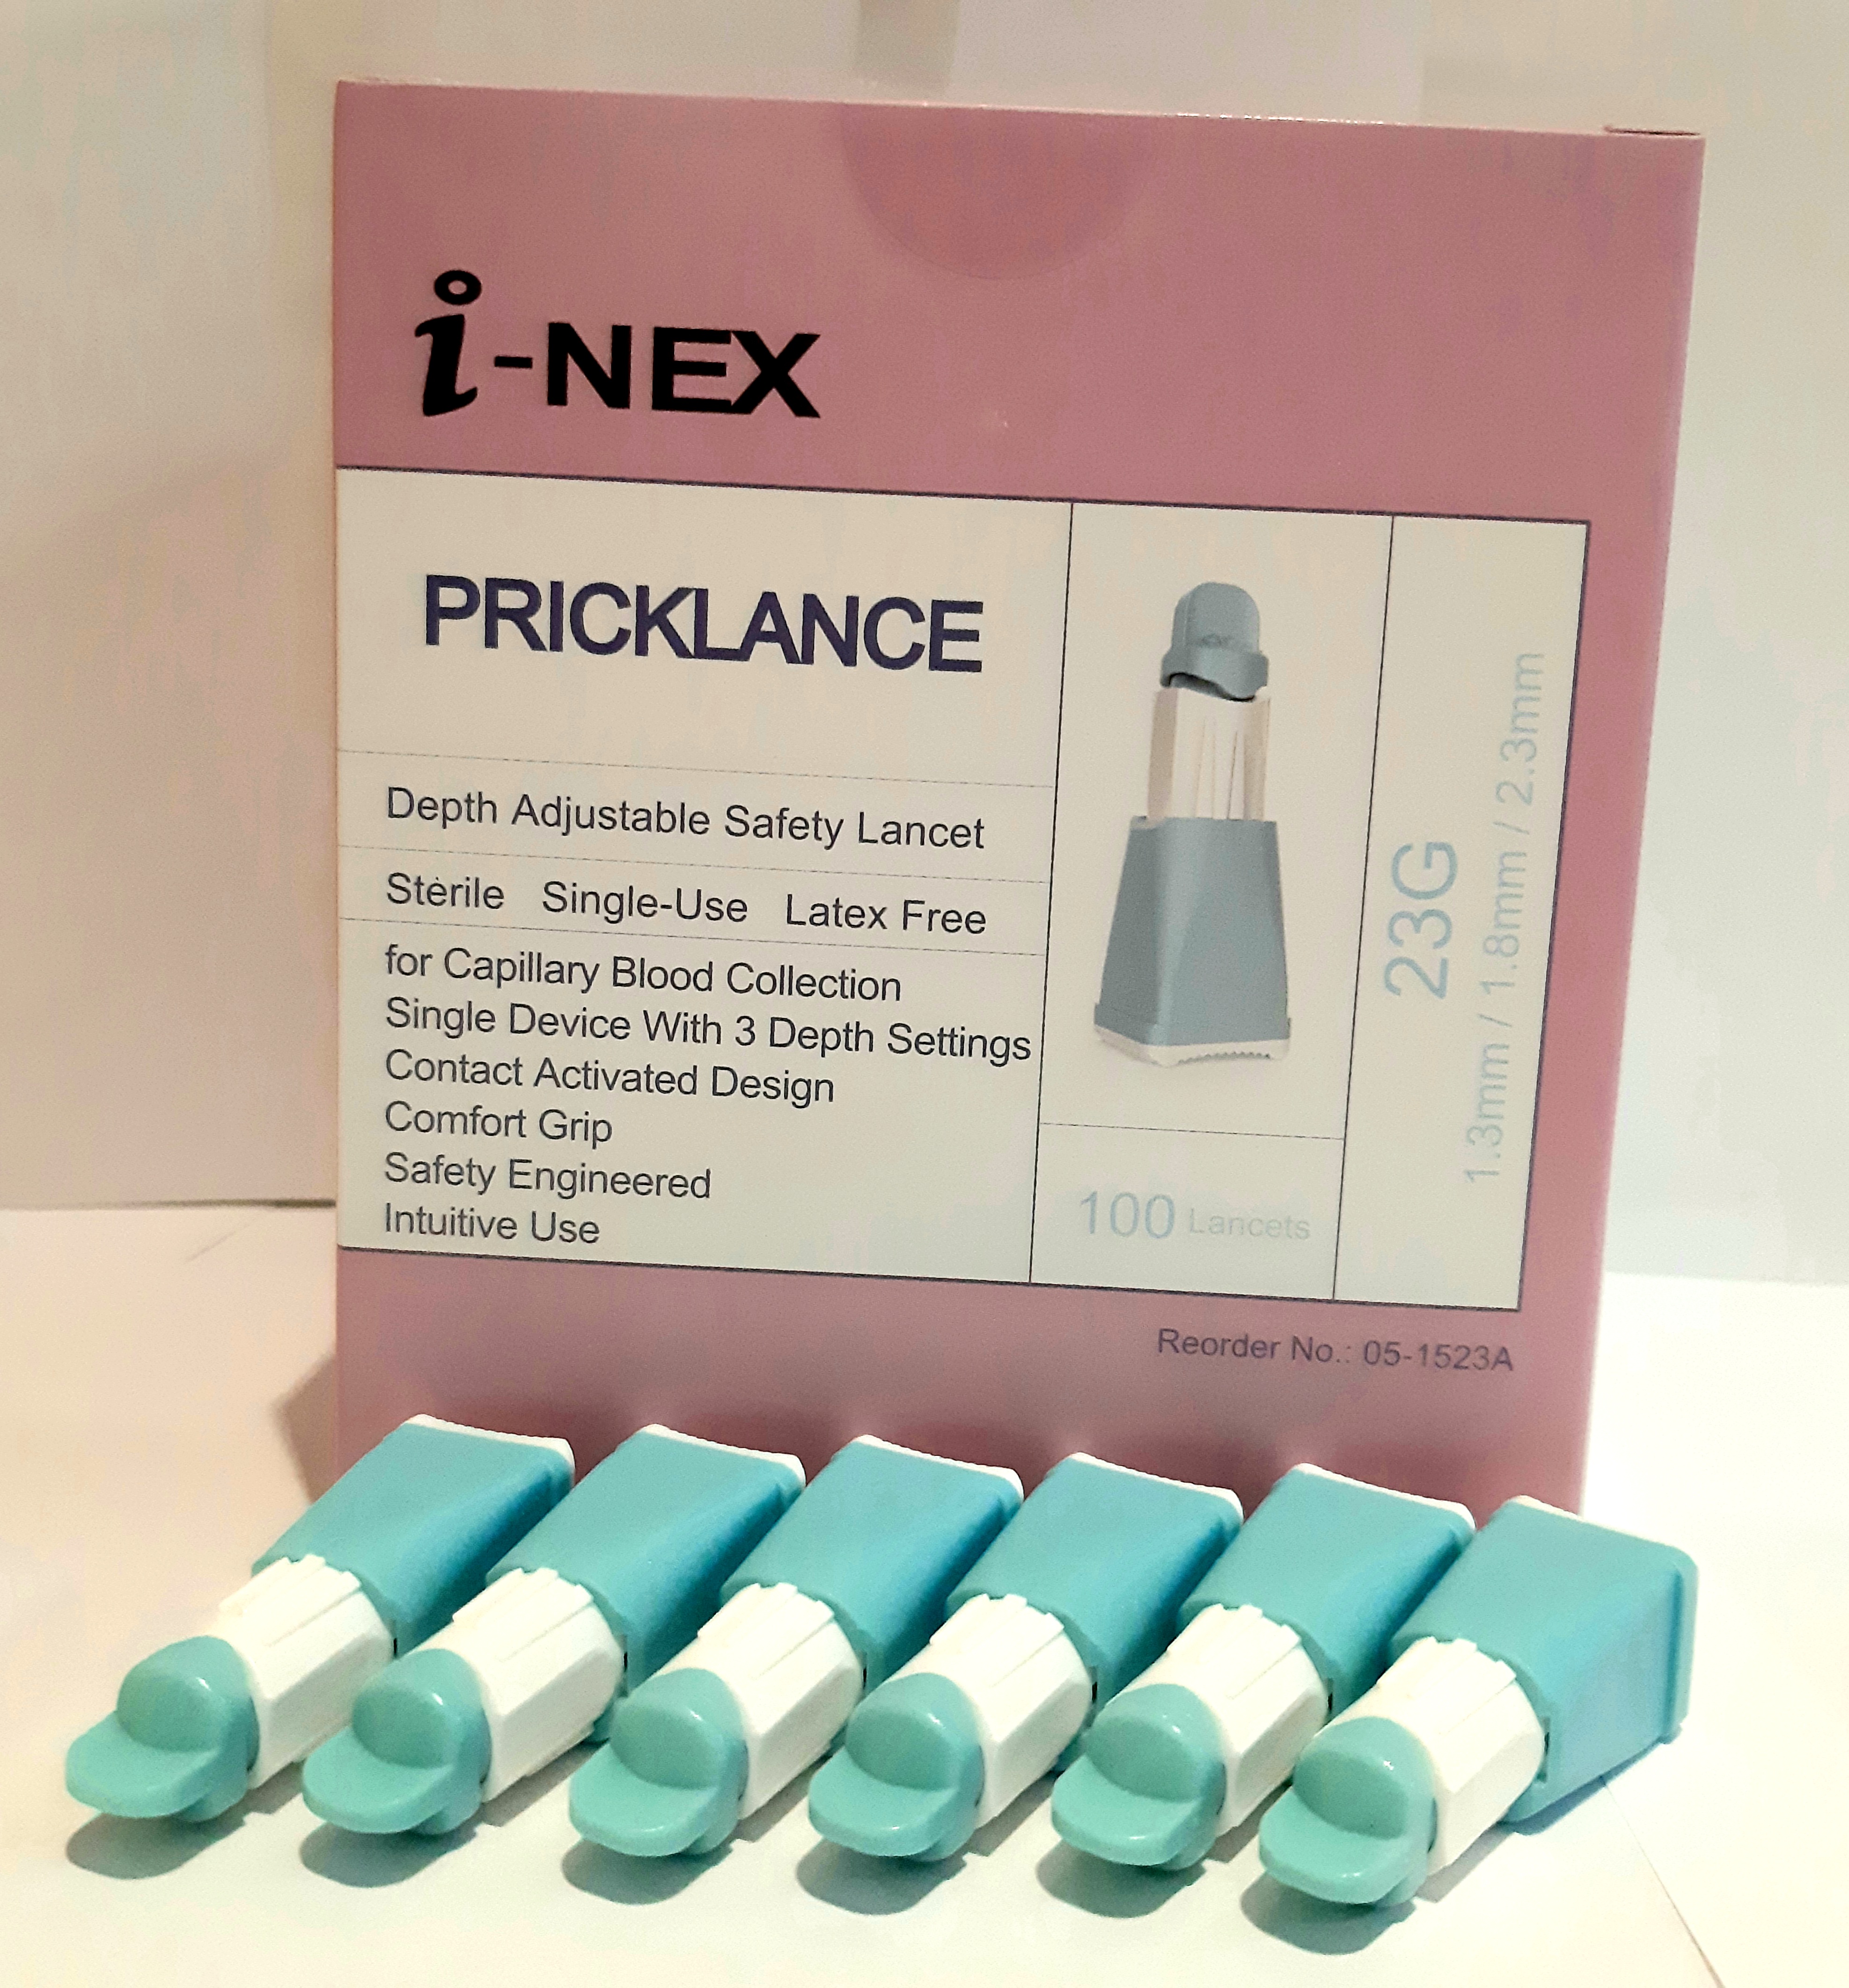 i-NEX
PRICKLANCE
Depth Adjustable Safety Lancet
Sterile Single-Use Latex Free
for Capillary Blood Collection
Single Device With 3 Depth Settings
Contact Activated Design
Comfort Grip
Safety Engineered
Intuitive Use
100 Lancets
23G
1.3mm / 1.8mm / 2.3mm
Reorder No.: 05-1523A